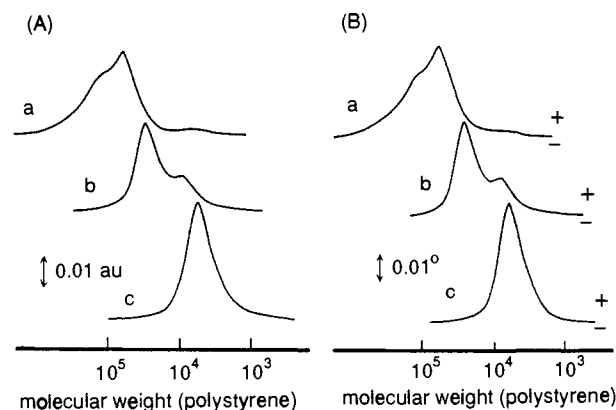 (A)
a
b
c
0.01 au
10⁵ 10⁴ 10³
molecular weight (polystyrene)
(B)
a
+
−
b
+
−
c
+
−
0.01°
10⁵ 10⁴ 10³
molecular weight (polystyrene)